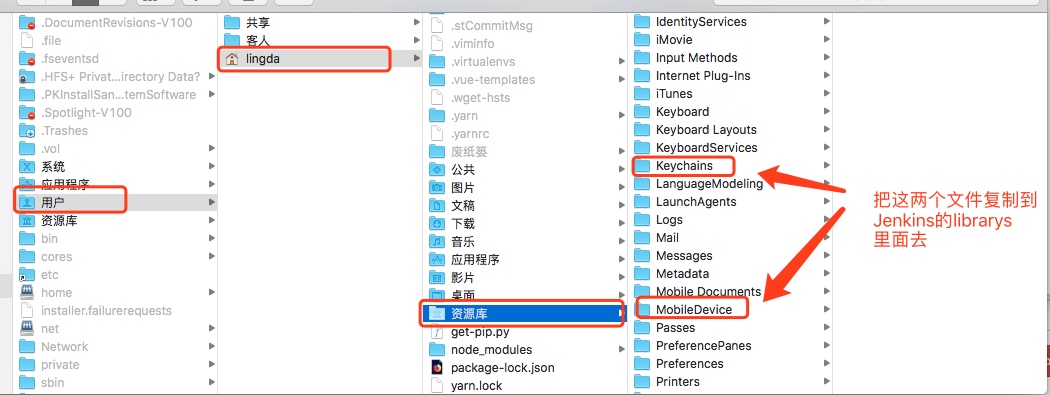 .DocumentRevisions-V100
.file
.fseventsd
.HFS+ Privat...irectory Data?
.PKInstallSan...temSoftware
.Spotlight-V100
.Trashes
.vol
系统
应用程序
用户
资源库
bin
cores
etc
home
installer.failurerequests
net
Network
private
sbin
共享
客人
lingda
.stCommitMsg
.viminfo
.virtualenvs
.vue-templates
.wget-hsts
.yarn
.yarnrc
废纸篓
公共
图片
文稿
下载
音乐
应用程序
影片
桌面
资源库
get-pip.py
node_modules
package-lock.json
yarn.lock
IdentityServices
iMovie
Input Methods
Internet Plug-Ins
iTunes
Keyboard
Keyboard Layouts
KeyboardServices
Keychains
LanguageModeling
LaunchAgents
Logs
Mail
Messages
Metadata
Mobile Documents
MobileDevice
Passes
PreferencePanes
Preferences
Printers
把这两个文件复制到
Jenkins的librarys
里面去